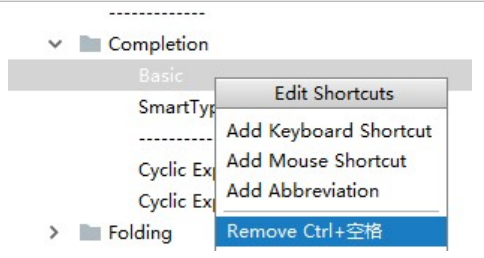 Completion
Basic
Edit Shortcuts
SmartTyp
Add Keyboard Shortcut
Add Mouse Shortcut
Cyclic Exp
Add Abbreviation
Cyclic Exp
Folding
Remove Ctrl+空格